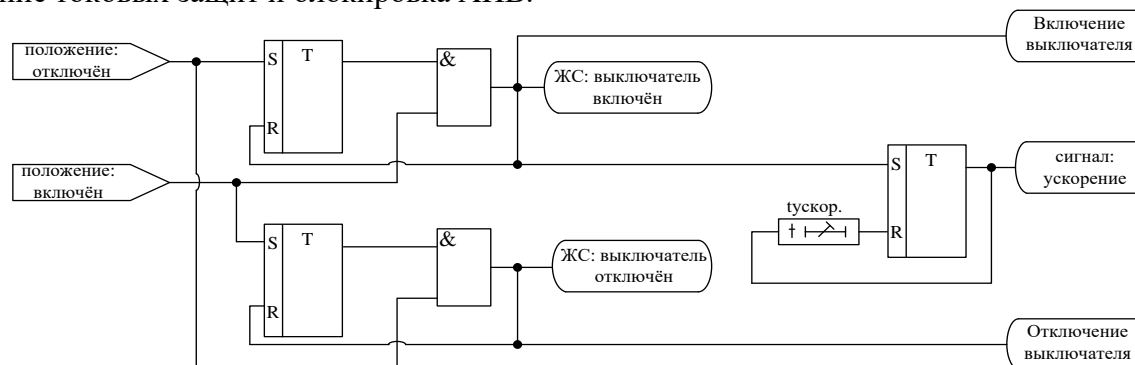 ние токовых защит и блокировка АПВ.
положение:
отключён
S
T
R
&
ЖС: выключатель
включён
Включение
выключателя
положение:
включён
S
T
R
&
ЖС: выключатель
отключён
tускор.
S
T
R
сигнал:
ускорение
Отключение
выключателя